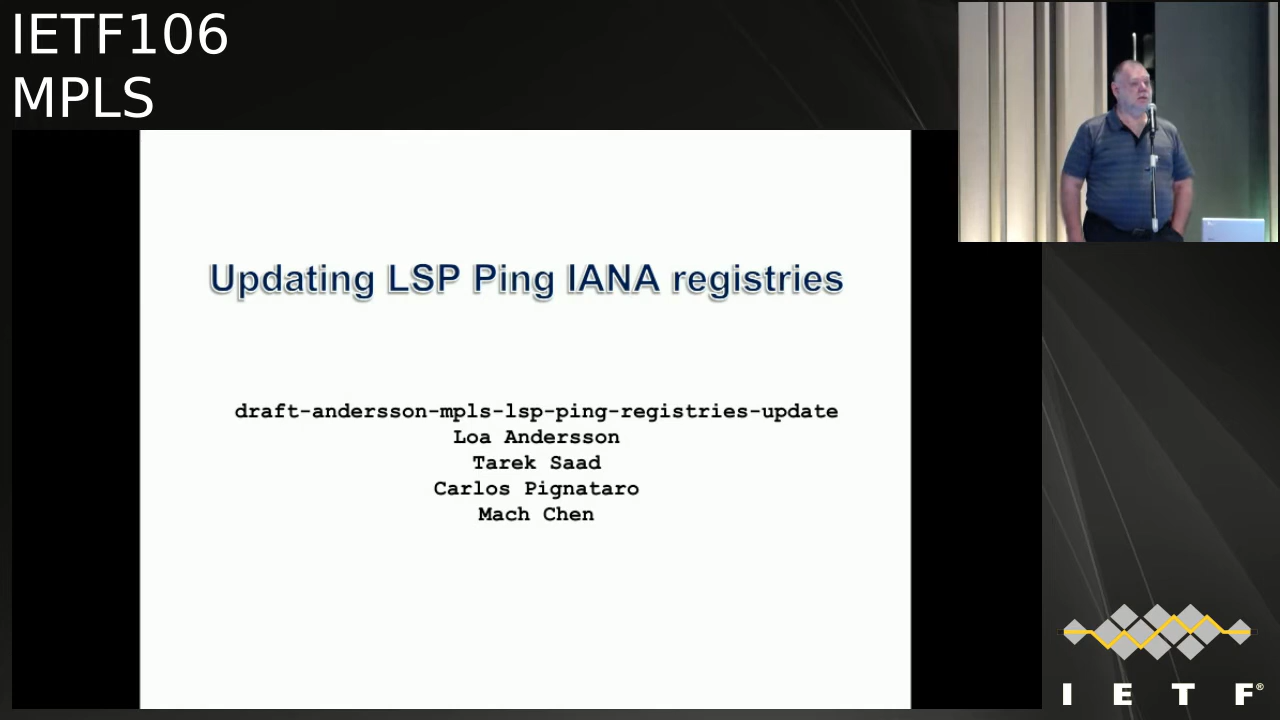 IETF106
MPLS
Updating LSP Ping IANA registries
draft-andersson-mpls-lsp-ping-registries-update
Loa Andersson
Tarek Saad
Carlos Pignataro
Mach Chen
I E T F®